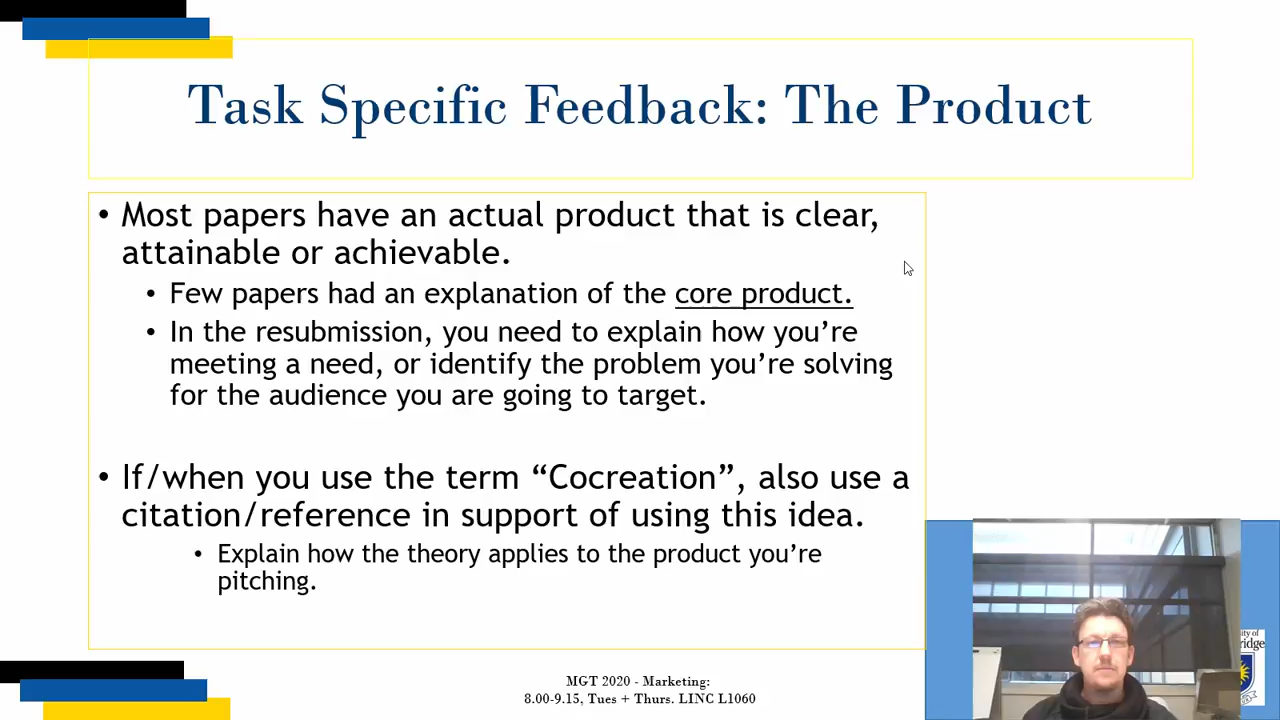 Task Specific Feedback: The Product
• Most papers have an actual product that is clear,
attainable or achievable.
• Few papers had an explanation of the core product.
• In the resubmission, you need to explain how you’re
meeting a need, or identify the problem you’re solving
for the audience you are going to target.
• If/when you use the term “Cocreation”, also use a
citation/reference in support of using this idea.
• Explain how the theory applies to the product you’re
pitching.
ity of
ridge
MGT 2020 - Marketing:
8.00-9.15, Tues + Thurs. LINC L1060